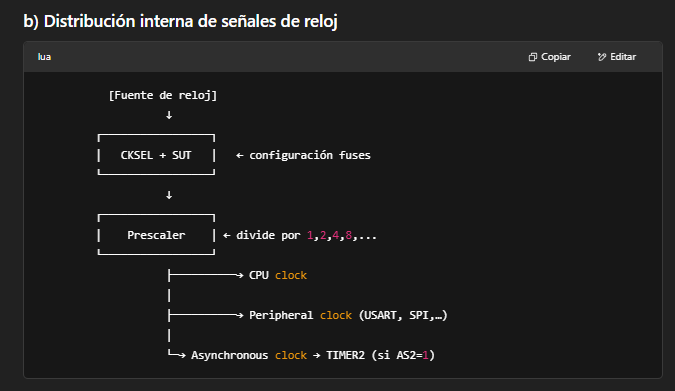 b) Distribución interna de señales de reloj
lua Copiar Editar
[Fuente de reloj]
↓
CKSEL + SUT ← configuración fuses
↓
Prescaler ← divide por 1,2,4,8,...
→ CPU clock
→ Peripheral clock (USART, SPI,…)
→ Asynchronous clock → TIMER2 (si AS2=1)